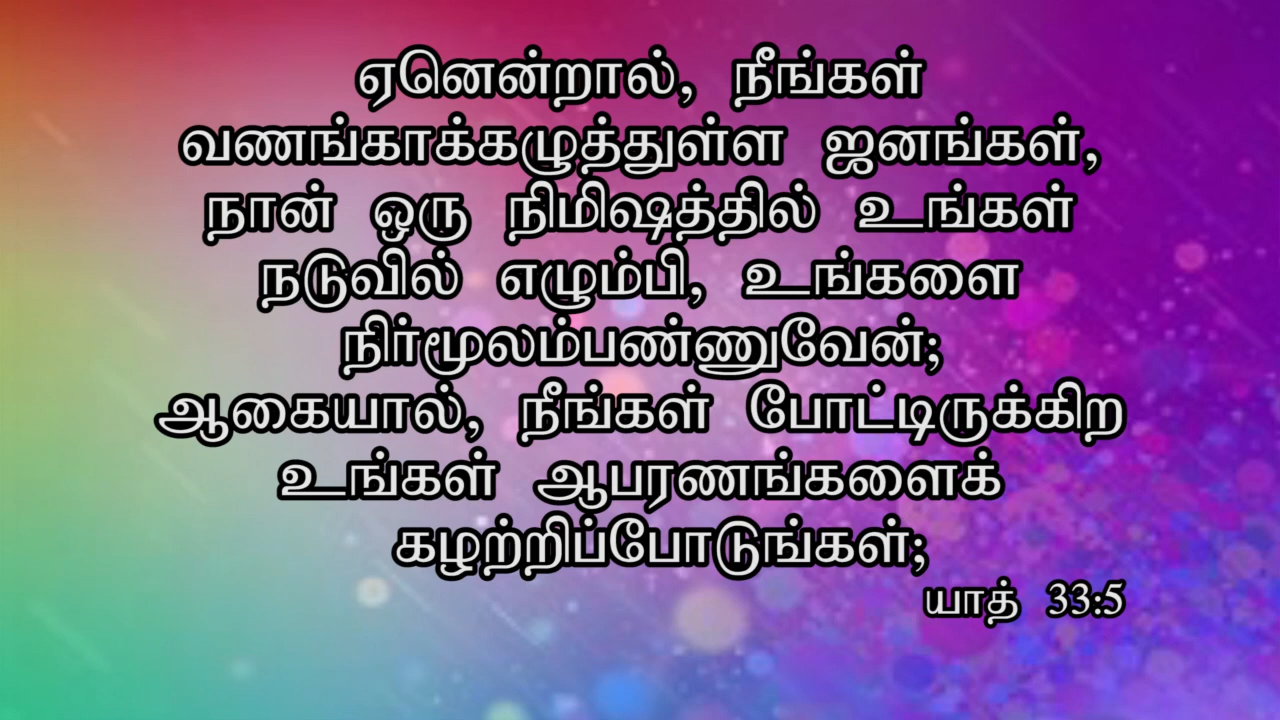 ஏனென்றால், நீங்கள்
வணங்காக்கழுத்துள்ள ஜனங்கள்,
நான் ஒரு நிமிஷத்தில் உங்கள்
நடுவில் எழும்பி, உங்களை
நிர்மூலம்பண்ணுவேன்;
ஆகையால், நீங்கள் போட்டிருக்கிற
உங்கள் ஆபரணங்களைக்
கழற்றிப்போடுங்கள்;
யாத் 33:5